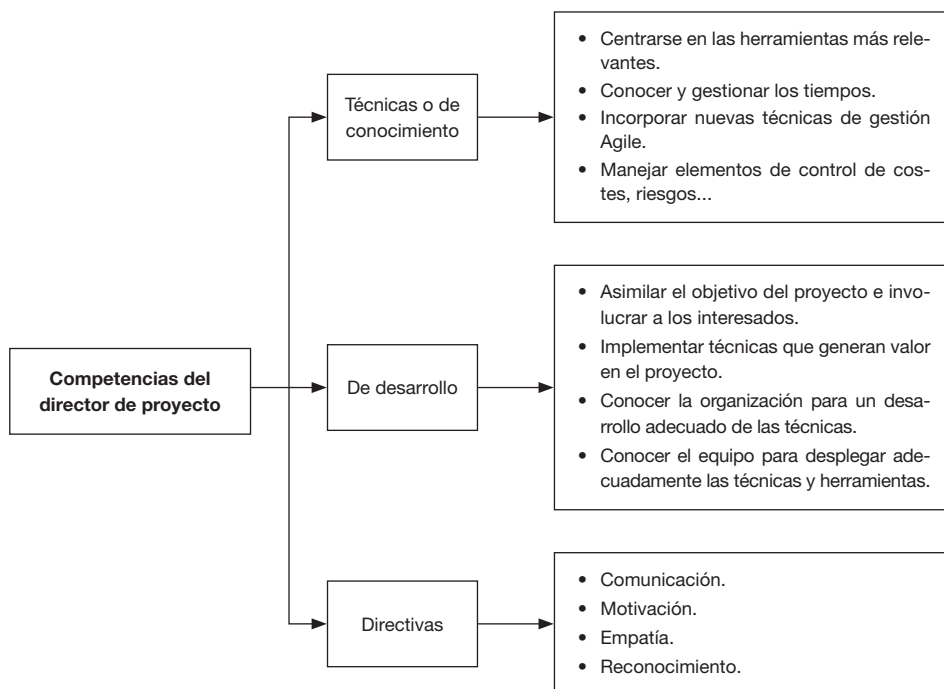 Técnicas o de
conocimiento
• Centrarse en las herramientas más rele-
vantes.
• Conocer y gestionar los tiempos.
• Incorporar nuevas técnicas de gestión
Agile.
• Manejar elementos de control de cos-
tes, riesgos...
Competencias del
director de proyecto
De desarrollo
• Asimilar el objetivo del proyecto e invo-
lucrar a los interesados.
• Implementar técnicas que generan valor
en el proyecto.
• Conocer la organización para un desa-
rrollo adecuado de las técnicas.
• Conocer el equipo para desplegar ade-
cuadamente las técnicas y herramientas.
Directivas
• Comunicación.
• Motivación.
• Empatía.
• Reconocimiento.